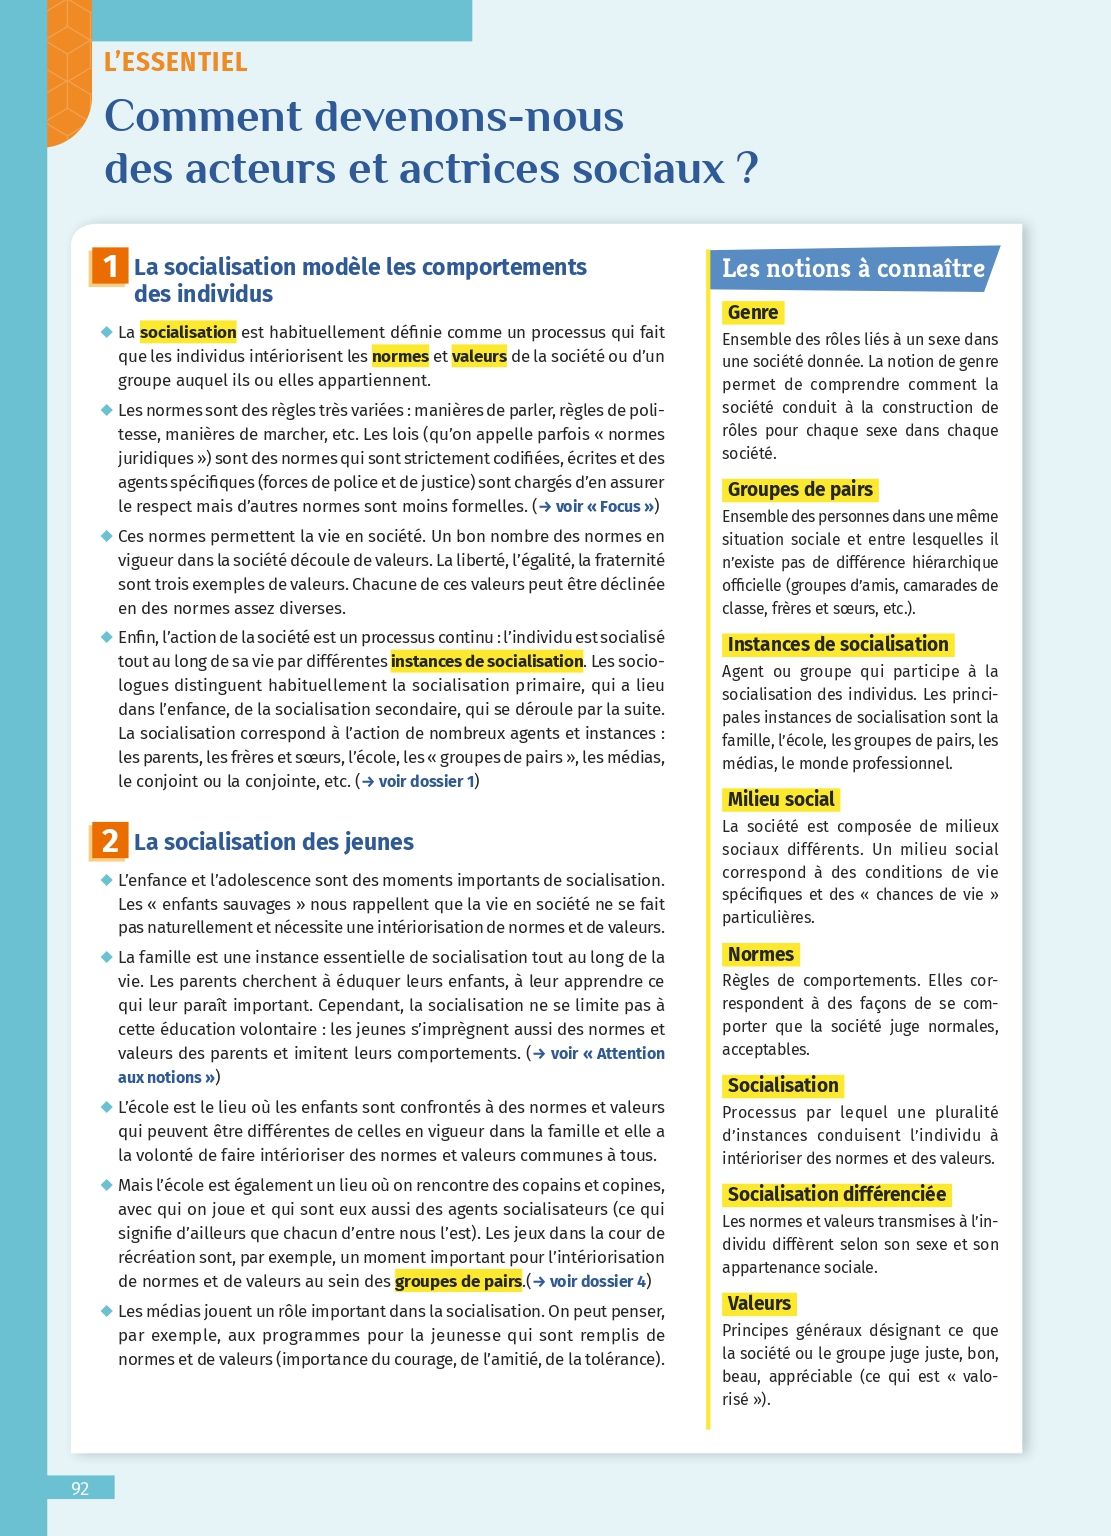 L’ESSENTIEL
Comment devenons-nous
des acteurs et actrices sociaux ?
1 La socialisation modèle les comportements
des individus
◆ La socialisation est habituellement définie comme un processus qui fait
que les individus intériorisent les normes et valeurs de la société ou d’un
groupe auquel ils ou elles appartiennent.
◆ Les normes sont des règles très variées : manières de parler, règles de poli-
tesse, manières de marcher, etc. Les lois (qu’on appelle parfois « normes
juridiques ») sont des normes qui sont strictement codifiées, écrites et des
agents spécifiques (forces de police et de justice) sont chargés d’en assurer
le respect mais d’autres normes sont moins formelles. (→ voir « Focus »)
◆ Ces normes permettent la vie en société. Un bon nombre des normes en
vigueur dans la société découle de valeurs. La liberté, l’égalité, la fraternité
sont trois exemples de valeurs. Chacune de ces valeurs peut être déclinée
en des normes assez diverses.
◆ Enfin, l’action de la société est un processus continu : l’individu est socialisé
tout au long de sa vie par différentes instances de socialisation. Les socio-
logues distinguent habituellement la socialisation primaire, qui a lieu
dans l’enfance, de la socialisation secondaire, qui se déroule par la suite.
La socialisation correspond à l’action de nombreux agents et instances :
les parents, les frères et sœurs, l’école, les « groupes de pairs », les médias,
le conjoint ou la conjointe, etc. (→ voir dossier 1)
2 La socialisation des jeunes
◆ L’enfance et l’adolescence sont des moments importants de socialisation.
Les « enfants sauvages » nous rappellent que la vie en société ne se fait
pas naturellement et nécessite une intériorisation de normes et de valeurs.
◆ La famille est une instance essentielle de socialisation tout au long de la
vie. Les parents cherchent à éduquer leurs enfants, à leur apprendre ce
qui leur paraît important. Cependant, la socialisation ne se limite pas à
cette éducation volontaire : les jeunes s’imprègnent aussi des normes et
valeurs des parents et imitent leurs comportements. (→ voir « Attention
aux notions »)
◆ L’école est le lieu où les enfants sont confrontés à des normes et valeurs
qui peuvent être différentes de celles en vigueur dans la famille et elle a
la volonté de faire intérioriser des normes et valeurs communes à tous.
◆ Mais l’école est également un lieu où on rencontre des copains et copines,
avec qui on joue et qui sont eux aussi des agents socialisateurs (ce qui
signifie d’ailleurs que chacun d’entre nous l’est). Les jeux dans la cour de
récréation sont, par exemple, un moment important pour l’intériorisation
de normes et de valeurs au sein des groupes de pairs.(→ voir dossier 4)
◆ Les médias jouent un rôle important dans la socialisation. On peut penser,
par exemple, aux programmes pour la jeunesse qui sont remplis de
normes et de valeurs (importance du courage, de l’amitié, de la tolérance).
Les notions à connaître
Genre
Ensemble des rôles liés à un sexe dans
une société donnée. La notion de genre
permet de comprendre comment la
société conduit à la construction de
rôles pour chaque sexe dans chaque
société.
Groupes de pairs
Ensemble des personnes dans une même
situation sociale et entre lesquelles il
n’existe pas de différence hiérarchique
officielle (groupes d’amis, camarades de
classe, frères et sœurs, etc.).
Instances de socialisation
Agent ou groupe qui participe à la
socialisation des individus. Les princi-
pales instances de socialisation sont la
famille, l’école, les groupes de pairs, les
médias, le monde professionnel.
Milieu social
La société est composée de milieux
sociaux différents. Un milieu social
correspond à des conditions de vie
spécifiques et des « chances de vie »
particulières.
Normes
Règles de comportements. Elles cor-
respondent à des façons de se com-
porter que la société juge normales,
acceptables.
Socialisation
Processus par lequel une pluralité
d’instances conduisent l’individu à
intérioriser des normes et des valeurs.
Socialisation différenciée
Les normes et valeurs transmises à l’in-
dividu diffèrent selon son sexe et son
appartenance sociale.
Valeurs
Principes généraux désignant ce que
la société ou le groupe juge juste, bon,
beau, appréciable (ce qui est « valo-
risé »).
92